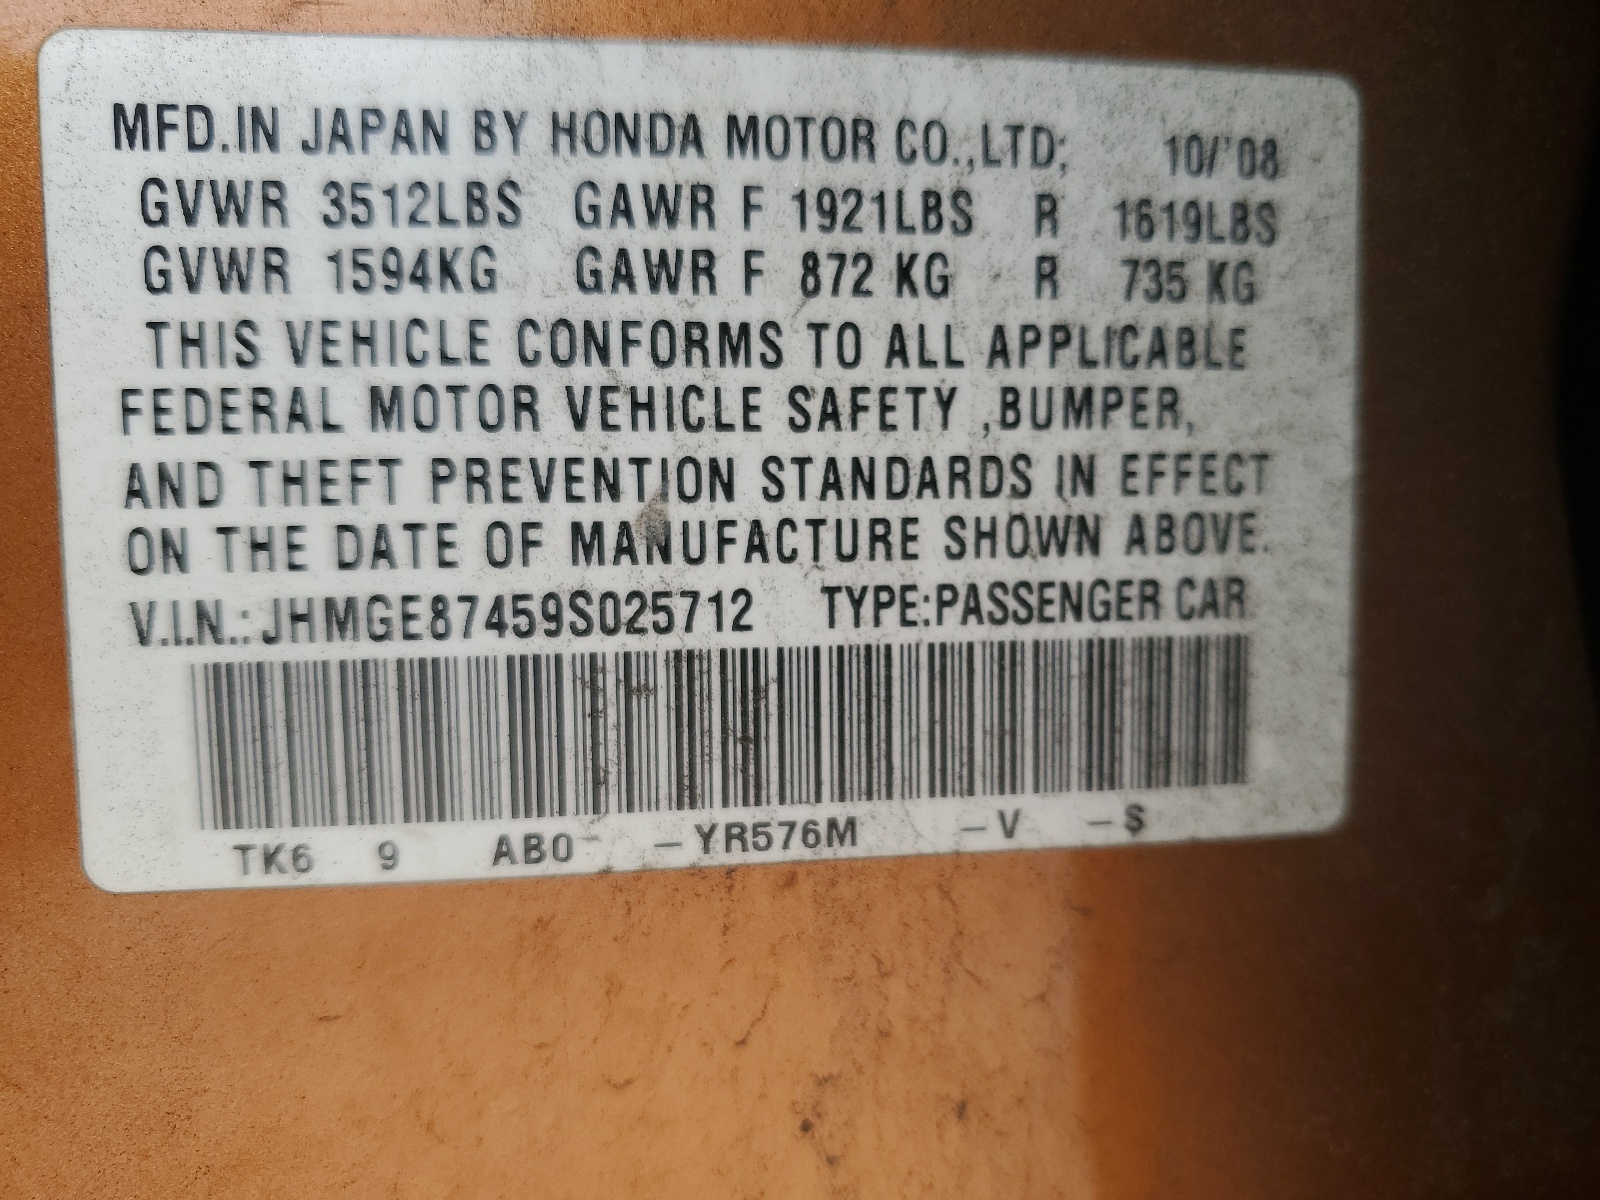 MFD.IN JAPAN BY HONDA MOTOR CO.,LTD; 10/'08
GVWR 3512LBS GAWR F 1921LBS R 1619LBS
GVWR 1594KG GAWR F 872 KG R 735 KG
THIS VEHICLE CONFORMS TO ALL APPLICABLE
FEDERAL MOTOR VEHICLE SAFETY ,BUMPER,
AND THEFT PREVENTION STANDARDS IN EFFECT
ON THE DATE OF MANUFACTURE SHOWN ABOVE.
V.I.N.:JHMGE87459S025712 TYPE:PASSENGER CAR
TK6 9 AB0- -YR576M -V -$